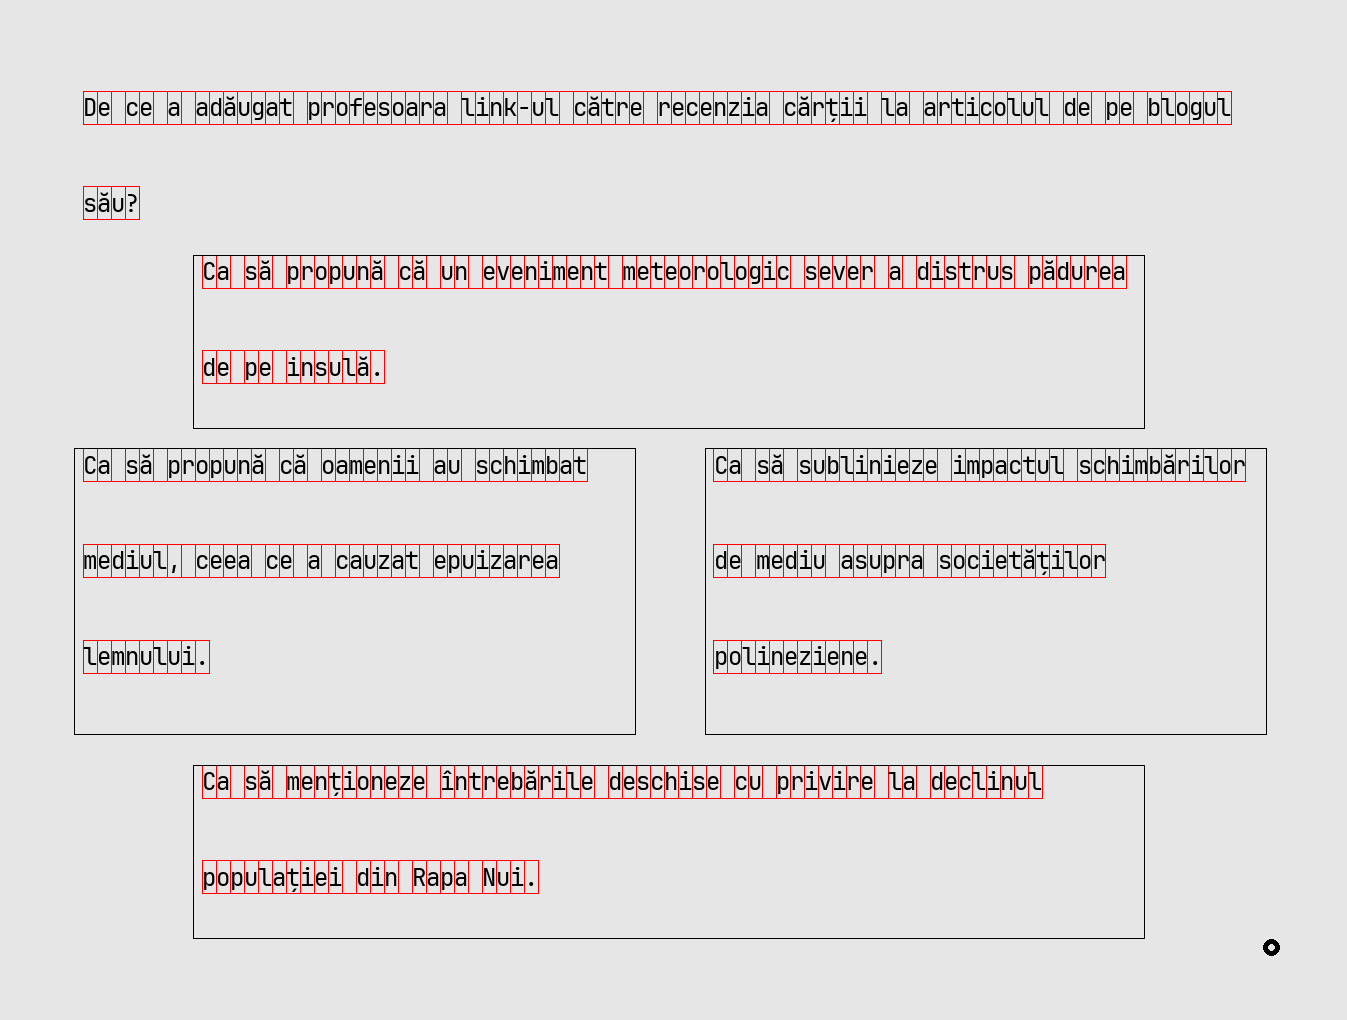 De ce a adăugat profesoara link-ul către recenzia cărții la articolul de pe blogul
său?
Ca să propună că un eveniment meteorologic sever a distrus pădurea
de pe insulă.
Ca să propună că oamenii au schimbat
mediul, ceea ce a cauzat epuizarea
lemnului.
Ca să sublinieze impactul schimbărilor
de mediu asupra societăților
polineziene.
Ca să menționeze întrebările deschise cu privire la declinul
populației din Rapa Nui.